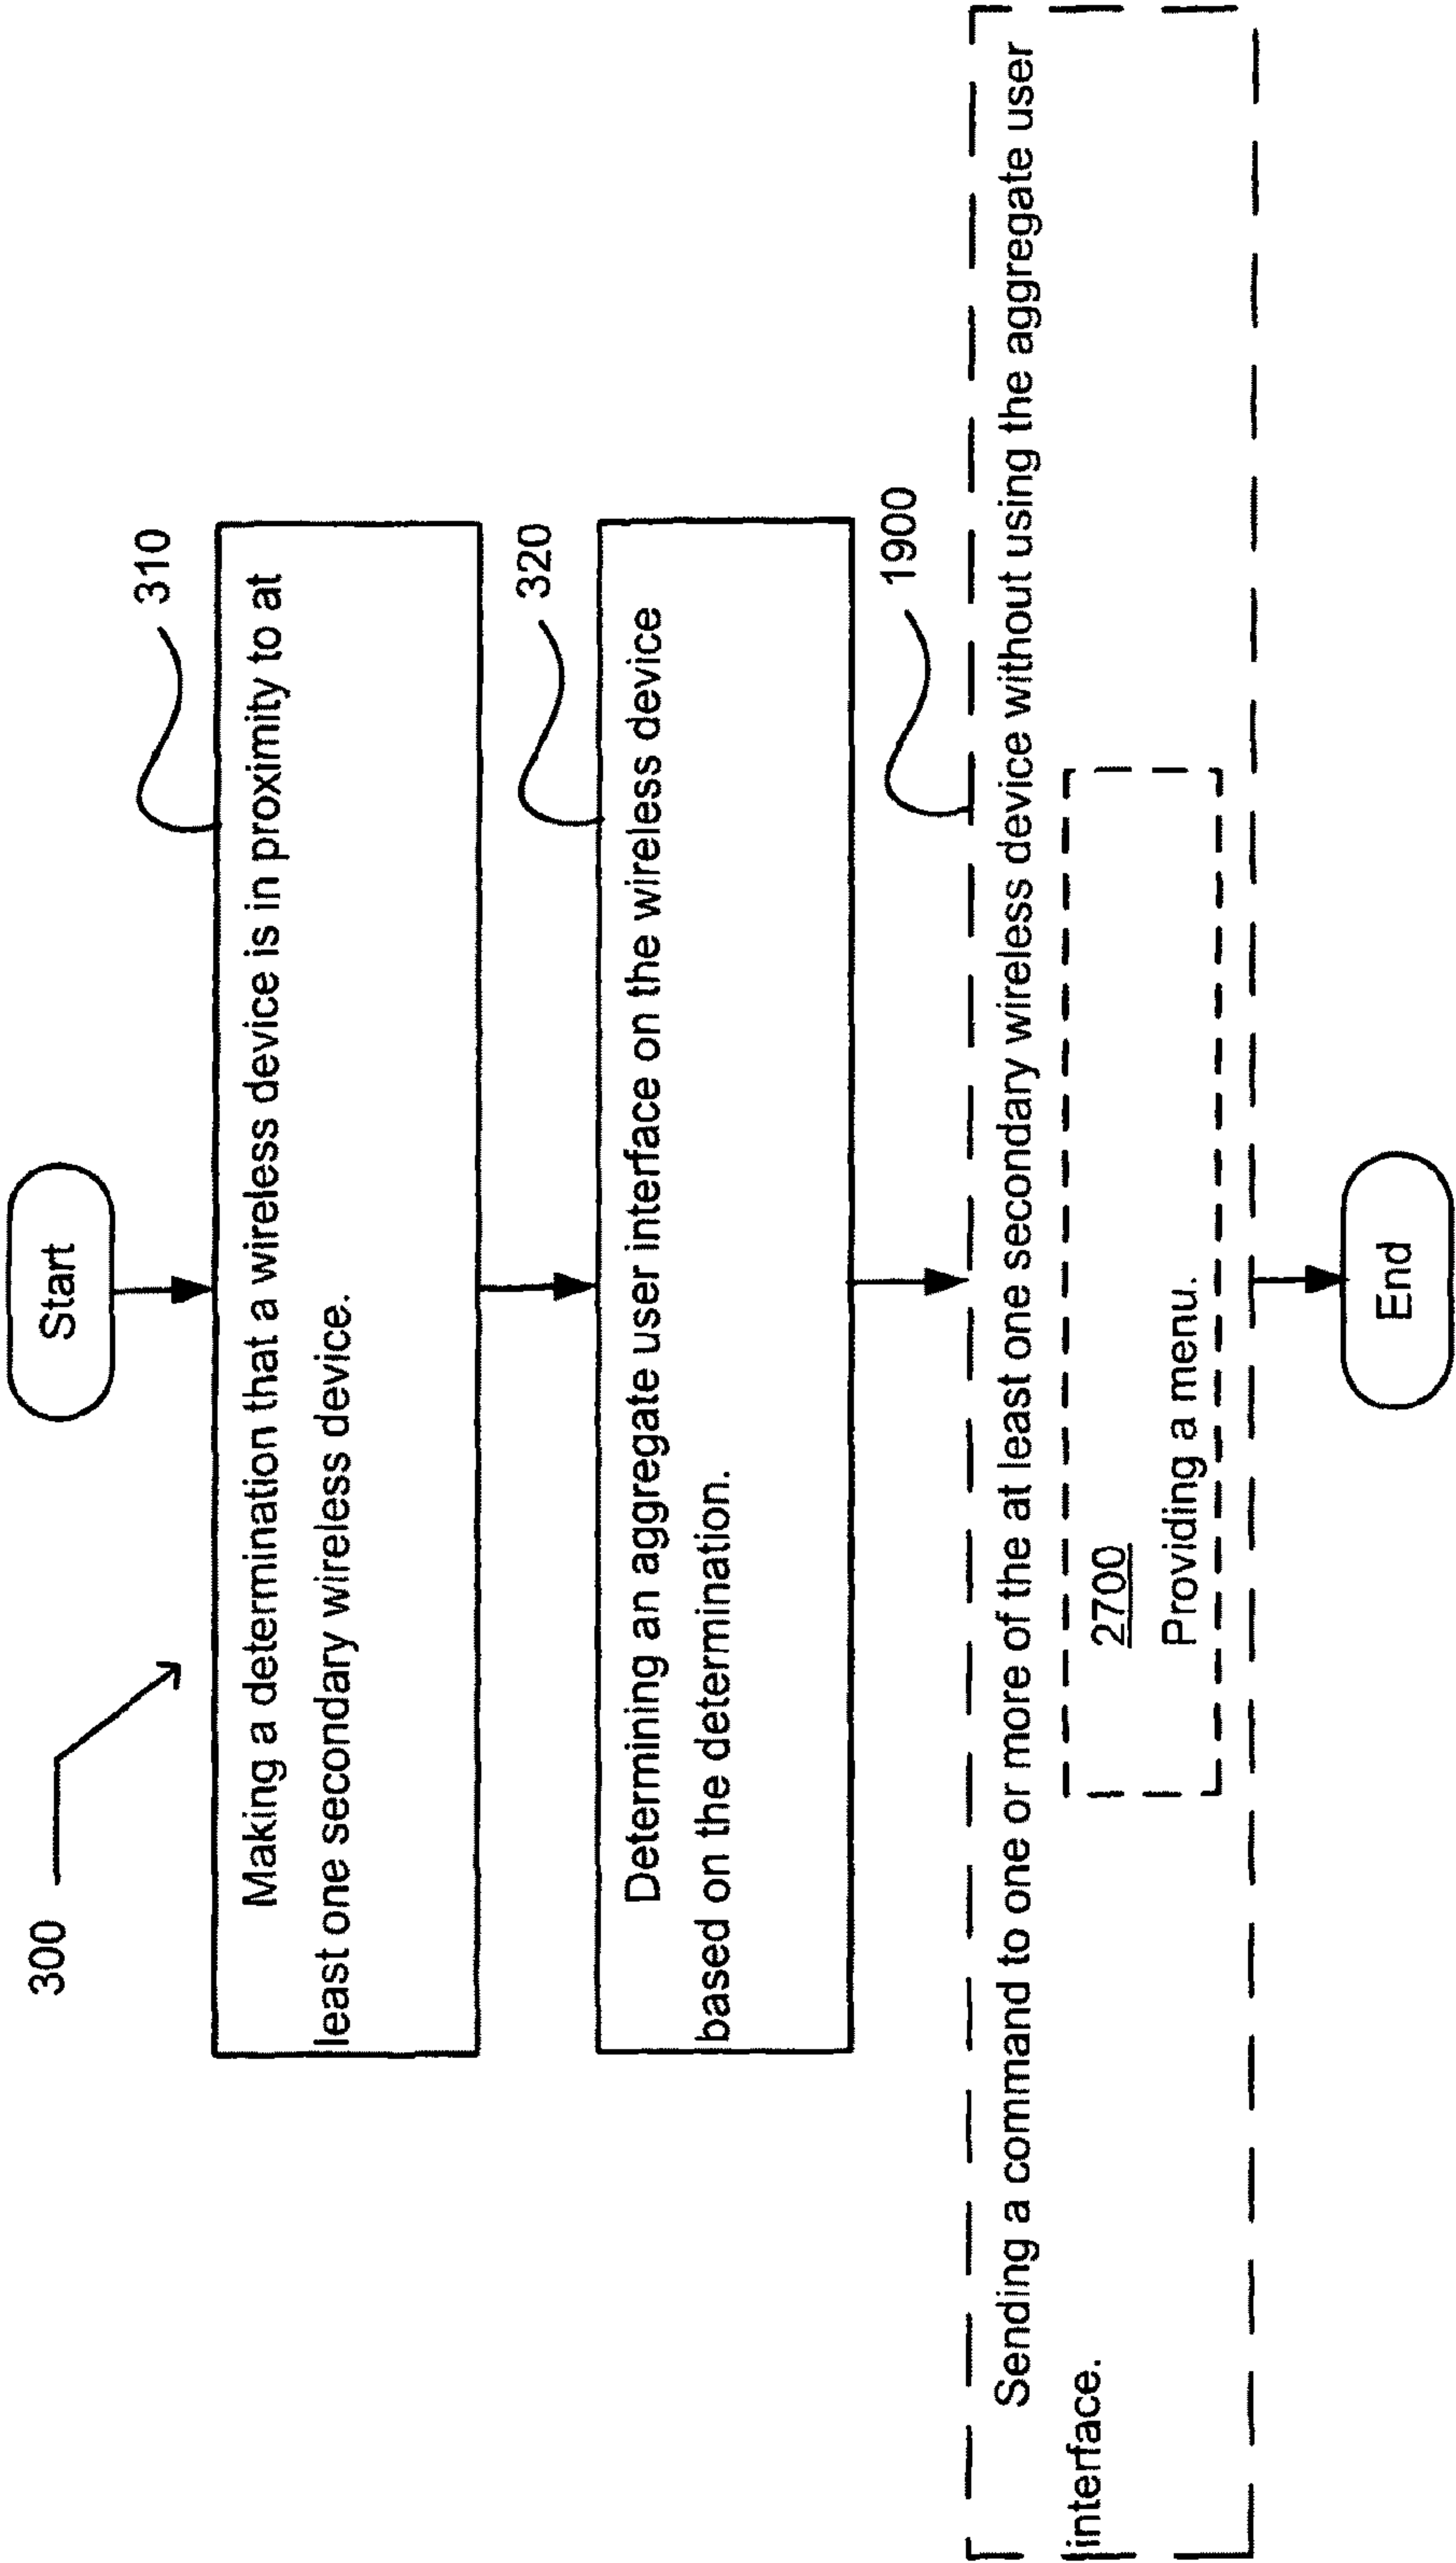 300
Start
310
Making a determination that a wireless device is in proximity to at
least one secondary wireless device.
320
Determining an aggregate user interface on the wireless device
based on the determination.
1900
Sending a command to one or more of the at least one secondary wireless device without using the aggregate user
interface.
2700
Providing a menu.
End